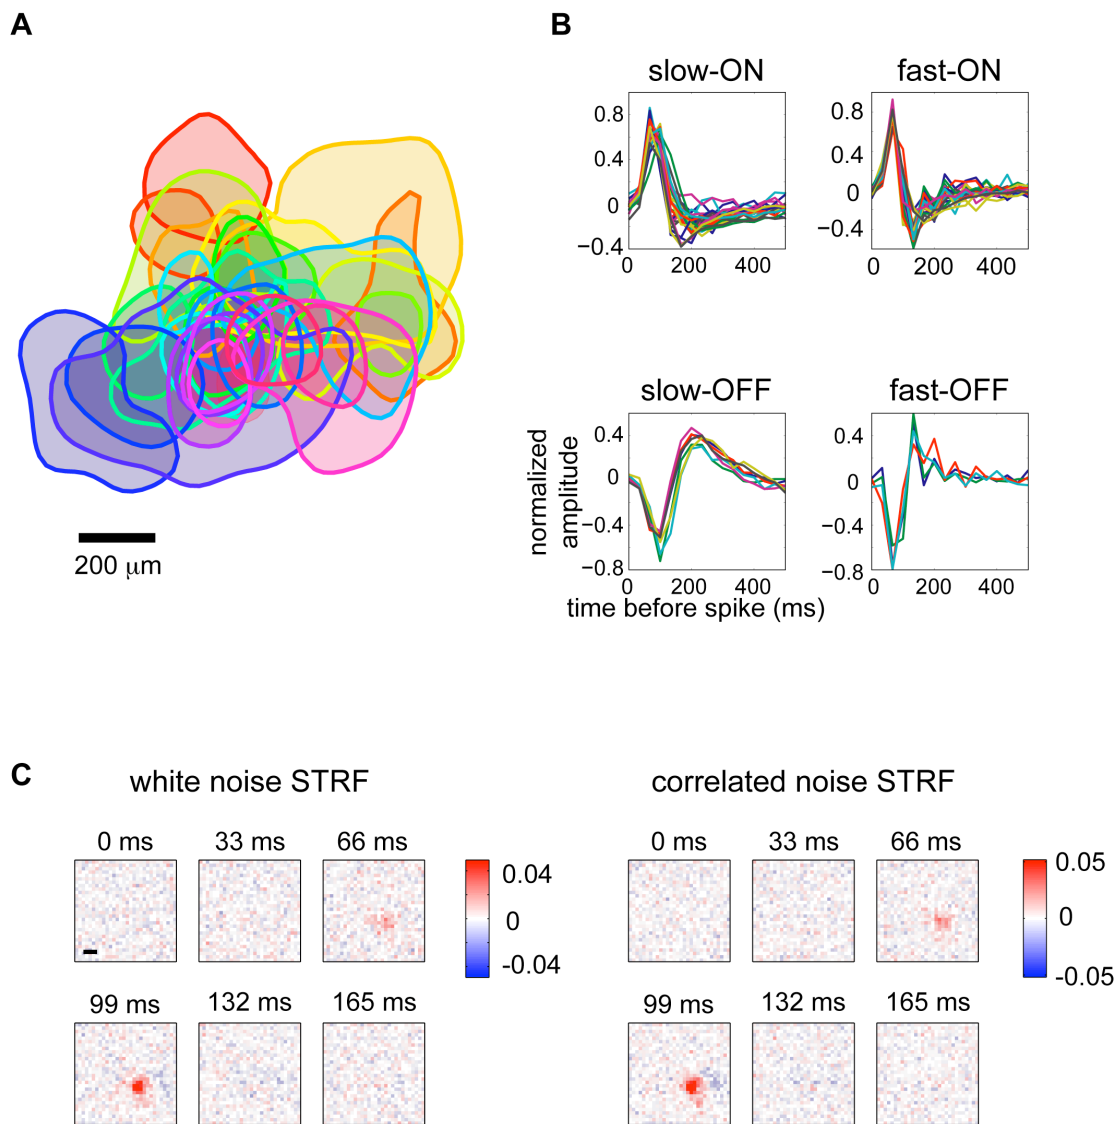 A
B
slow-ON
fast-ON
0.8
0.4
0
−0.4
0 200 400
0.8
0.4
0
−0.4
0 200 400
slow-OFF
fast-OFF
normalized
amplitude
0.4
0
−0.4
−0.8
0 200 400
0.4
0
−0.4
−0.8
0 200 400
time before spike (ms)
200 μm
C
white noise STRF
correlated noise STRF
0 ms 33 ms 66 ms
0.04
0
-0.04
99 ms 132 ms 165 ms
0 ms 33 ms 66 ms
0.05
0
-0.05
99 ms 132 ms 165 ms